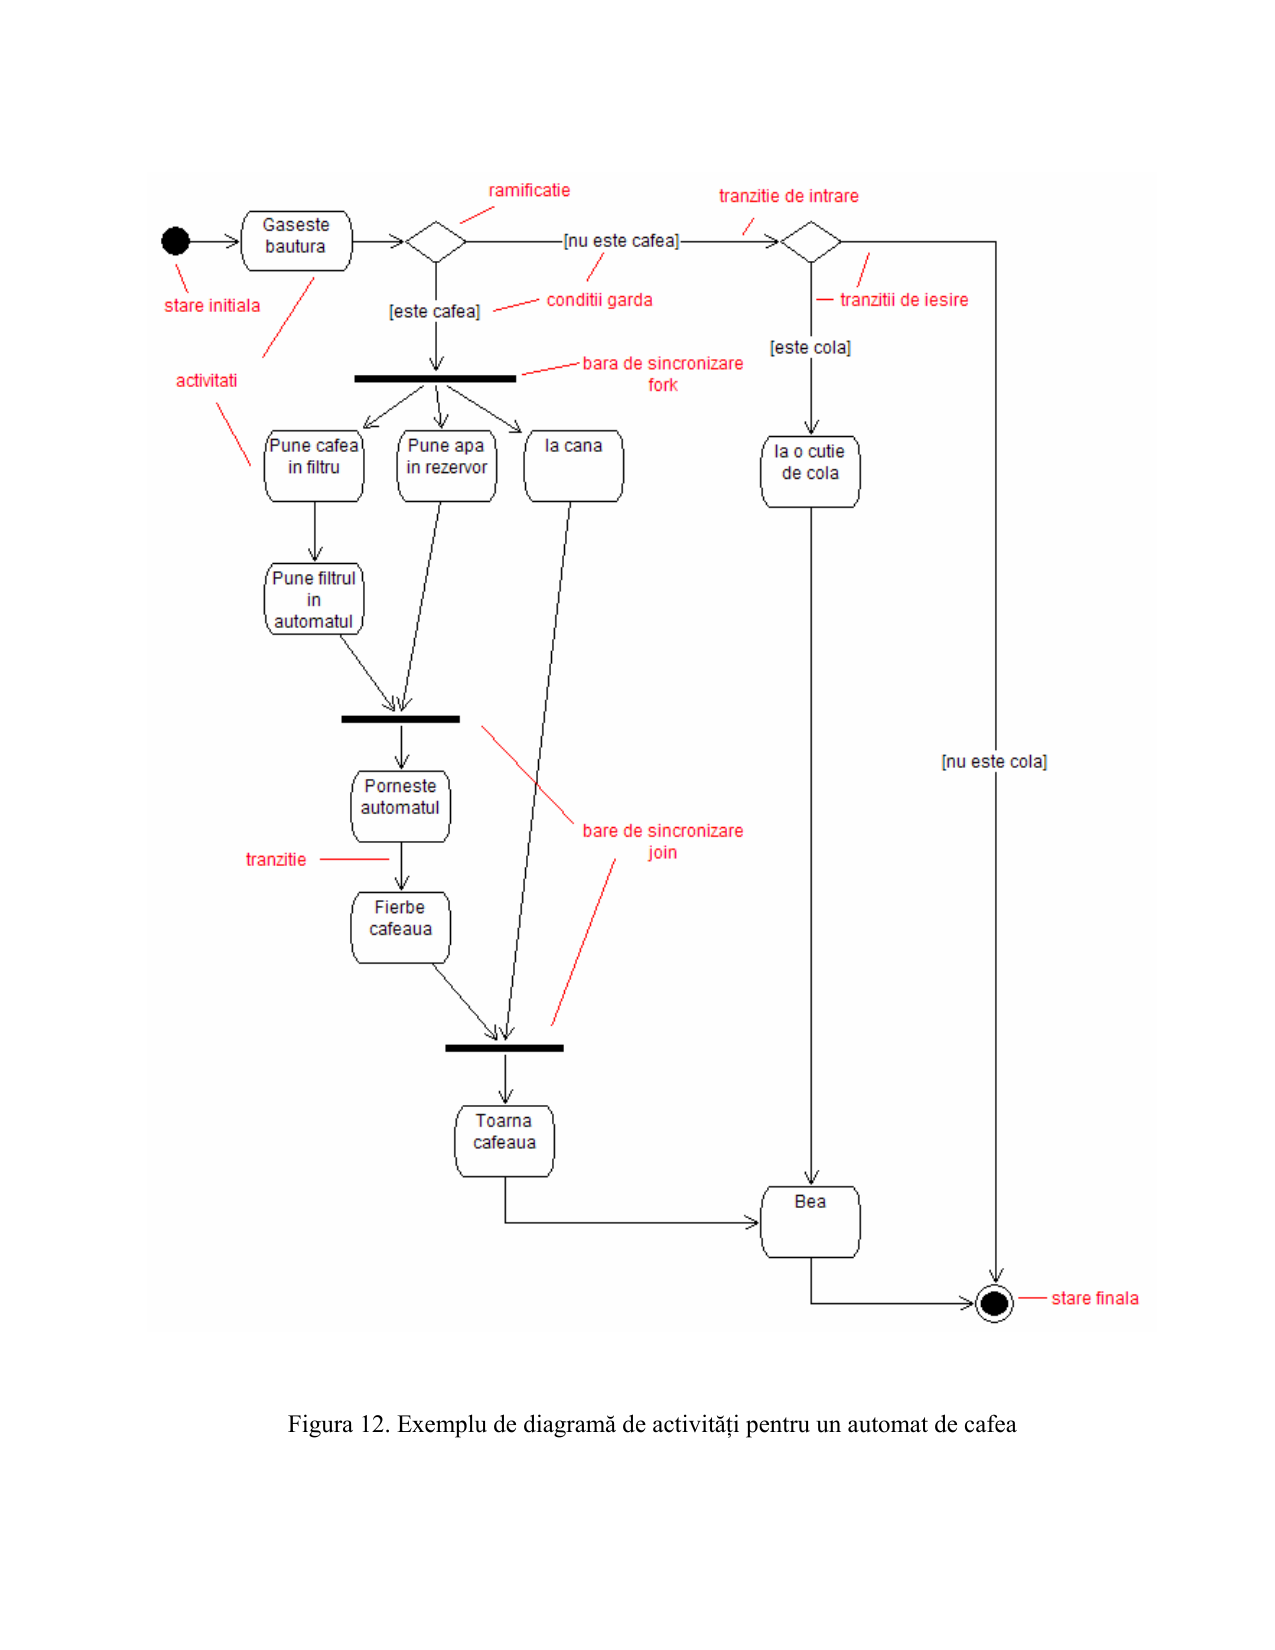 ramificatie
tranzitie de intrare
Gaseste
bautura
[nu este cafea]
stare initiala
conditii garda
tranzitii de iesire
[este cafea]
[este cola]
bara de sincronizare
fork
activitati
Pune cafea
in filtru
Pune apa
in rezervor
Ia cana
Ia o cutie
de cola
Pune filtrul
in
automatul
[nu este cola]
Porneste
automatul
bare de sincronizare
join
tranzitie
Fierbe
cafeaua
Toarna
cafeaua
Bea
stare finala
Figura 12. Exemplu de diagramă de activități pentru un automat de cafea